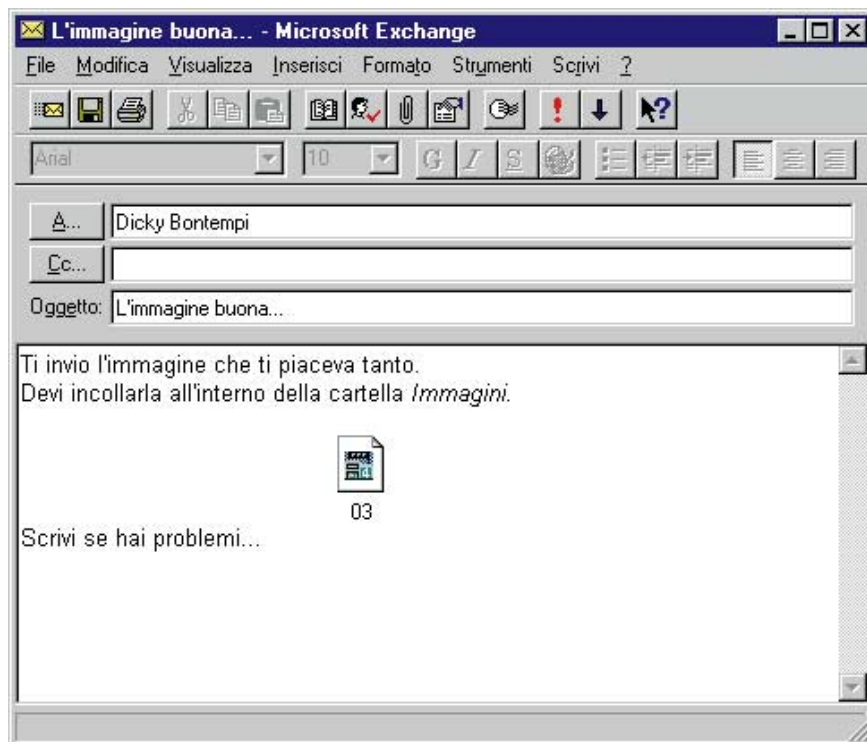 L'immagine buona... - Microsoft Exchange
File Modifica Visualizza Inserisci Formato Strumenti Scrivi ?
Arial 10 G I S
A... Dicky Bontempi
Cc...
Oggetto: L'immagine buona...
Ti invio l'immagine che ti piaceva tanto.
Devi incollarla all'interno della cartella Immagini.
03
Scrivi se hai problemi...